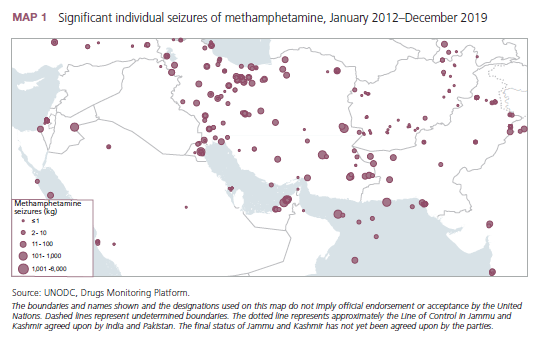 MAP 1 Significant individual seizures of methamphetamine, January 2012–December 2019
Methamphetamine
seizures (kg)
≤ 1
2 - 10
11 - 100
101 - 1,000
1,001 -6,000
Source: UNODC, Drugs Monitoring Platform.
The boundaries and names shown and the designations used on this map do not imply official endorsement or acceptance by the United
Nations. Dashed lines represent undetermined boundaries. The dotted line represents approximately the Line of Control in Jammu and
Kashmir agreed upon by India and Pakistan. The final status of Jammu and Kashmir has not yet been agreed upon by the parties.